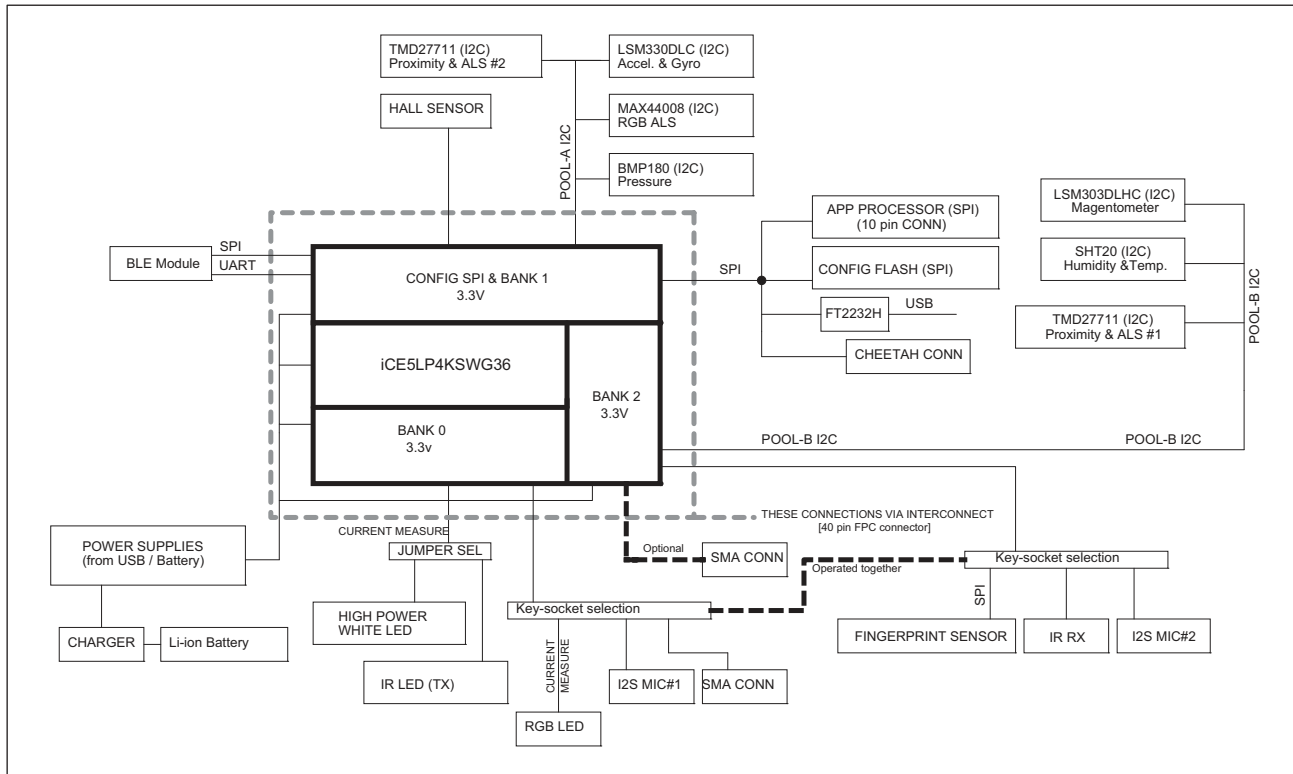 TMD27711 (I2C)
Proximity & ALS #2
LSM330DLC (I2C)
Accel. & Gyro
HALL SENSOR
MAX44008 (I2C)
RGB ALS
POOL-A I2C
BMP180 (I2C)
Pressure
LSM303DLHC (I2C)
Magentometer
APP PROCESSOR (SPI)
(10 pin CONN)
SHT20 (I2C)
Humidity &Temp.
BLE Module
SPI
UART
CONFIG SPI & BANK 1
3.3V
SPI
CONFIG FLASH (SPI)
FT2232H
USB
TMD27711 (I2C)
Proximity & ALS #1
POOL-B I2C
CHEETAH CONN
iCE5LP4KSWG36
BANK 2
3.3V
BANK 0
3.3v
POOL-B I2C
POOL-B I2C
THESE CONNECTIONS VIA INTERCONNECT
[40 pin FPC connector]
CURRENT MEASURE
POWER SUPPLIES
(from USB / Battery)
JUMPER SEL
Optional
SMA CONN
Operated together
Key-socket selection
HIGH POWER
WHITE LED
Key-socket selection
SPI
CHARGER
Li-ion Battery
FINGERPRINT SENSOR
IR RX
I2S MIC#2
CURRENT
MEASURE
IR LED (TX)
I2S MIC#1
SMA CONN
RGB LED